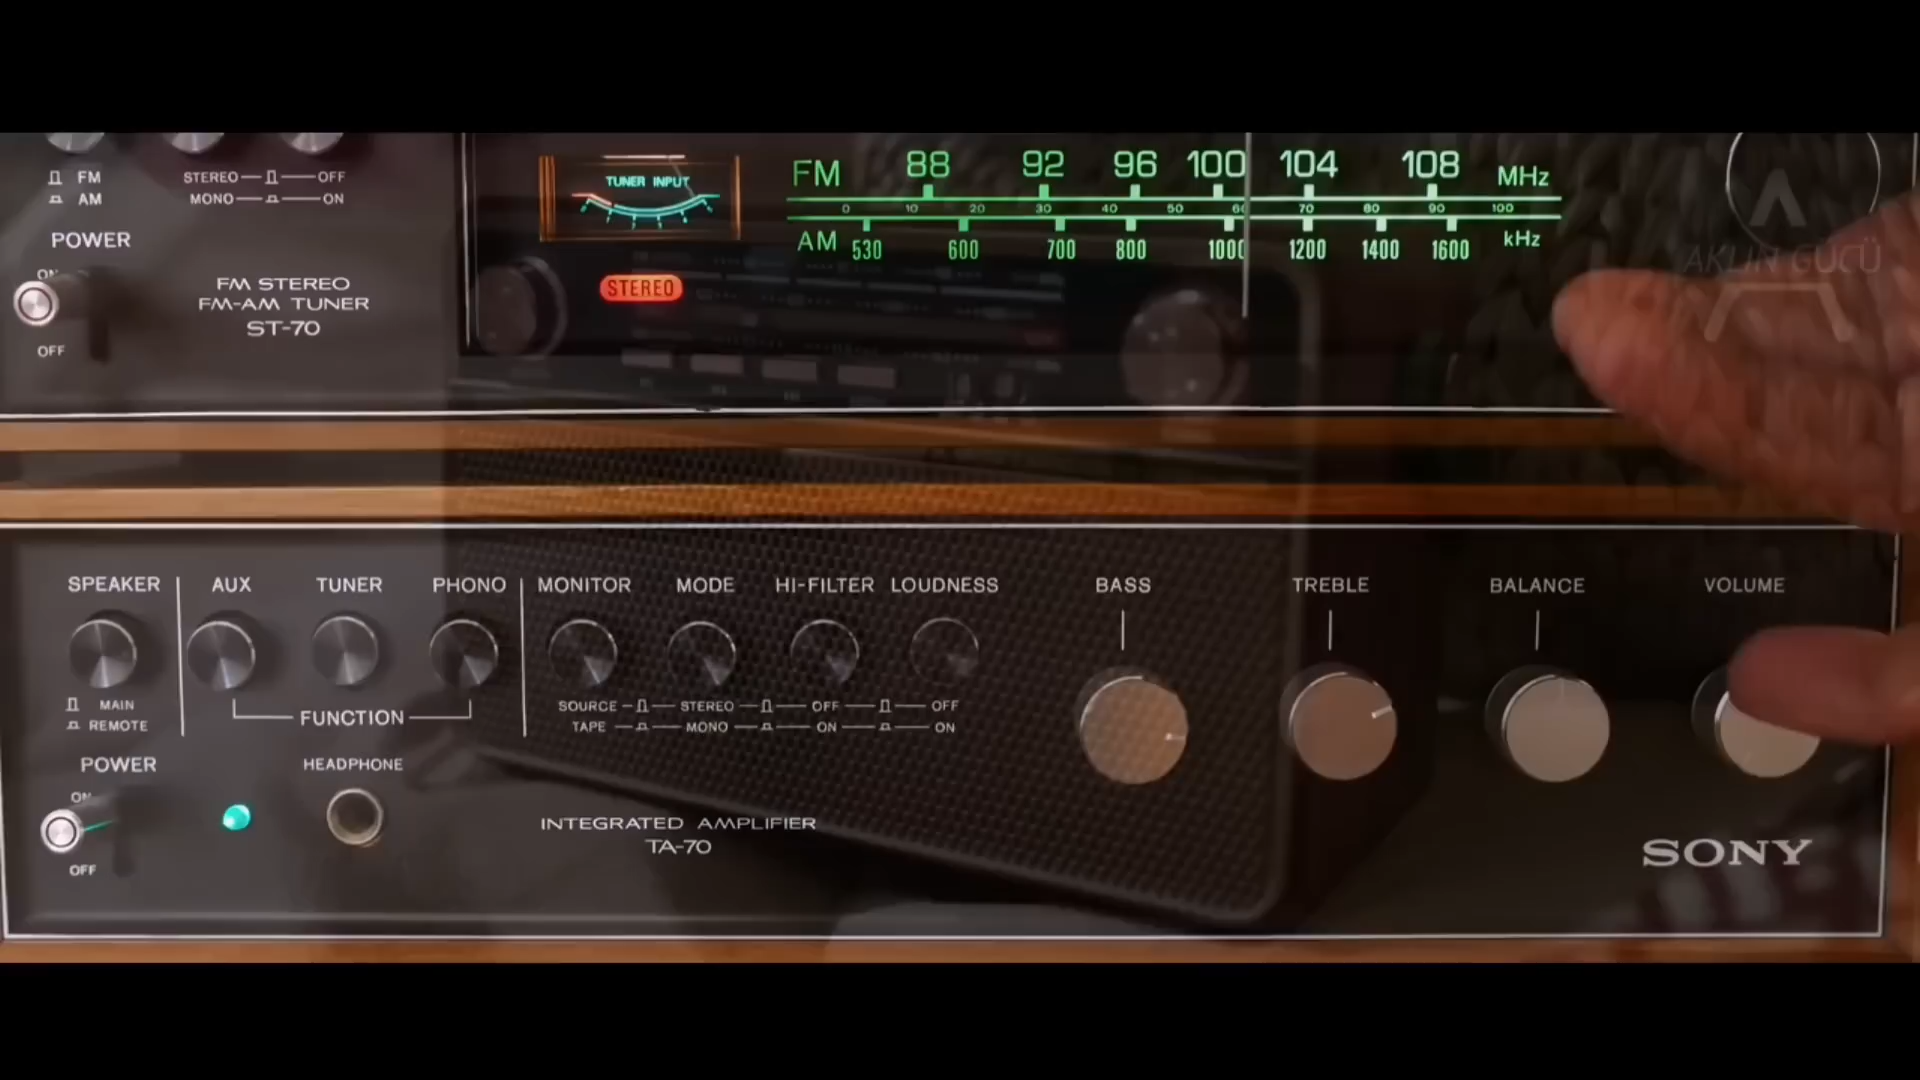 FM
AM
STEREO OFF
MONO ON
POWER
ON
OFF
FM STEREO
FM-AM TUNER
ST-70
TUNER INPUT
STEREO
FM 88 92 96 100 104 108 MHz
0 10 20 30 40 50 60 70 80 90 100
AM 530 600 700 800 1000 1200 1400 1600 kHz
AKLIN GÜCÜ
SPEAKER AUX TUNER PHONO MONITOR MODE HI-FILTER LOUDNESS BASS TREBLE BALANCE VOLUME
MAIN
REMOTE
FUNCTION
SOURCE STEREO OFF OFF
TAPE MONO ON ON
POWER
ON
OFF
HEADPHONE
INTEGRATED AMPLIFIER
TA-70
SONY